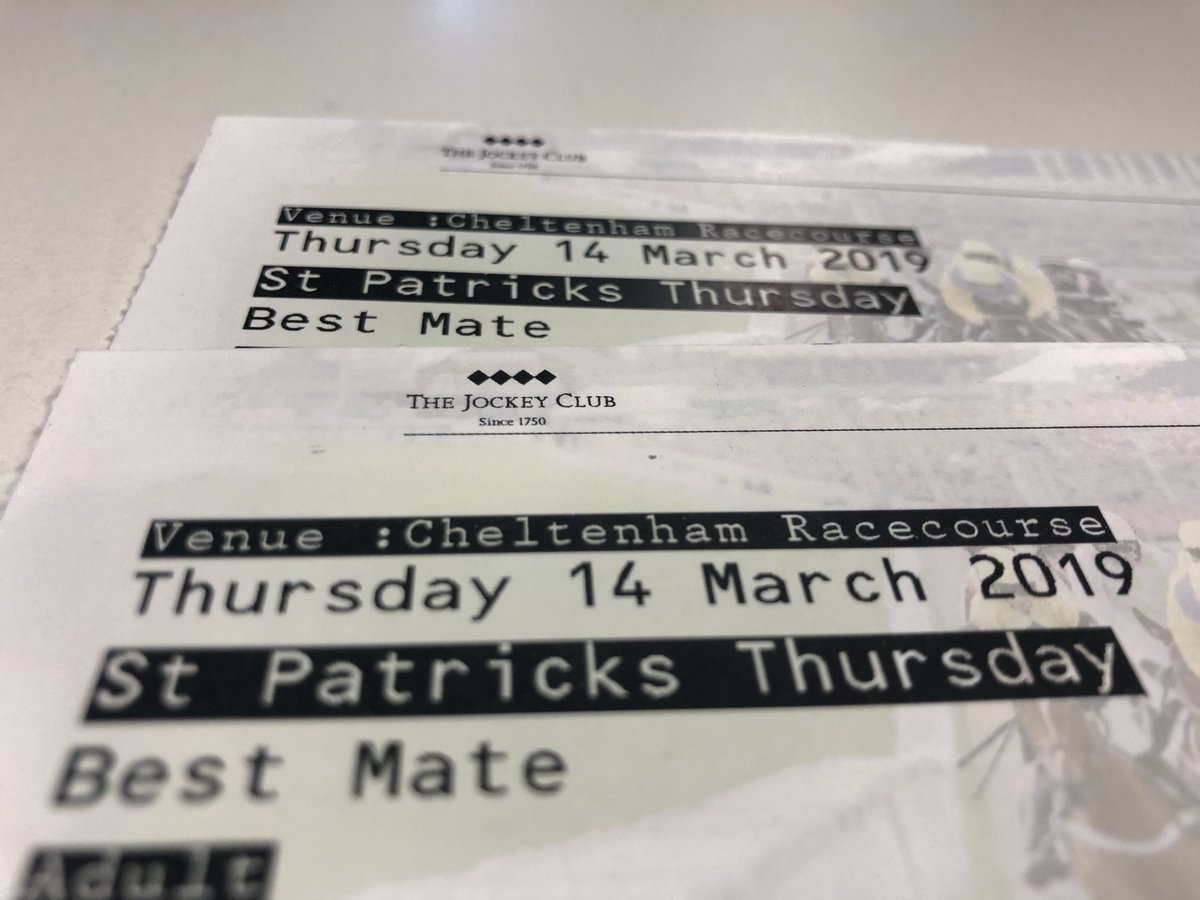 THE JOCKEY CLUB
Venue :Cheltenham Racecourse
Thursday 14 March 2019
St Patricks Thursday
Best Mate
THE JOCKEY CLUB
Since 1750
Venue :Cheltenham Racecourse
Thursday 14 March 2019
St Patricks Thursday
Best Mate
Adult